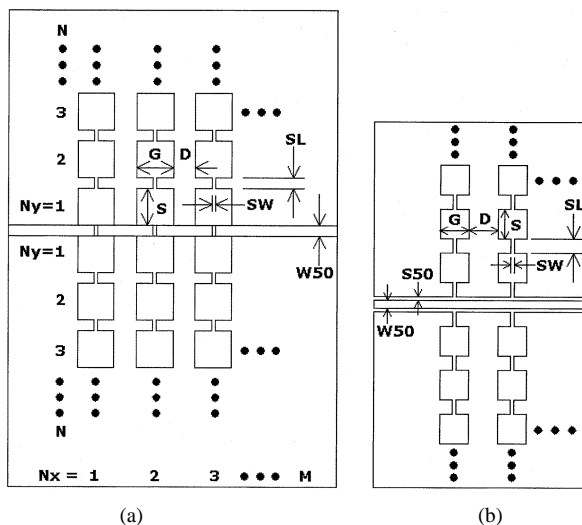 N
3
2
G D
SL
Ny=1
S
SW
Ny=1
W50
2
3
N
Nx = 1 2 3 M
(a)
G D S
SL
SW
S50
W50
(b)